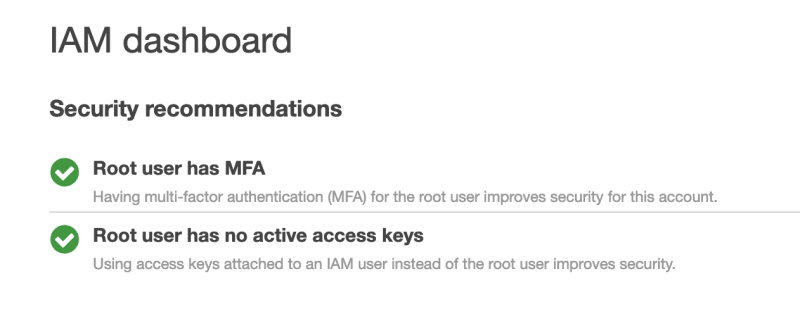 IAM dashboard
Security recommendations
Root user has MFA
Having multi-factor authentication (MFA) for the root user improves security for this account.
Root user has no active access keys
Using access keys attached to an IAM user instead of the root user improves security.